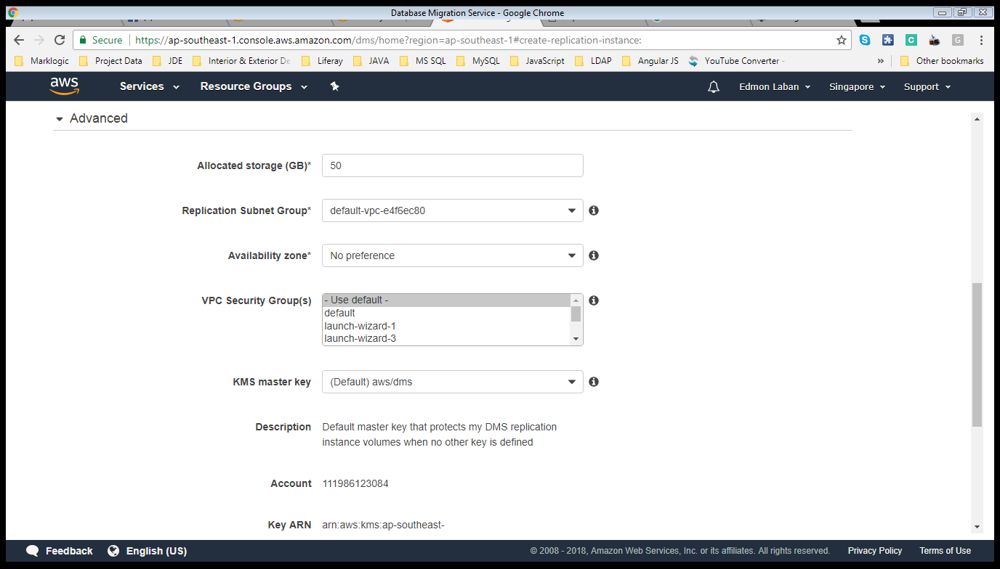 Database Migration Service - Google Chrome
Secure https://ap-southeast-1.console.aws.amazon.com/dms/home?region=ap-southeast-1#create-replication-instance:
Marklogic Project Data JDE Interior & Exterior De Liferay JAVA MS SQL MySQL JavaScript LDAP Angular JS YouTube Converter - » Other bookmarks
aws Services Resource Groups Edmon Laban Singapore Support
Advanced
Allocated storage (GB)* 50
Replication Subnet Group* default-vpc-e4f6ec80
Availability zone* No preference
VPC Security Group(s) - Use default -
default
launch-wizard-1
launch-wizard-3
KMS master key (Default) aws/dms
Description Default master key that protects my DMS replication
instance volumes when no other key is defined
Account 111986123084
Key ARN arn:aws:kms:ap-southeast-
Feedback English (US) © 2008 - 2018, Amazon Web Services, Inc. or its affiliates. All rights reserved. Privacy Policy Terms of Use